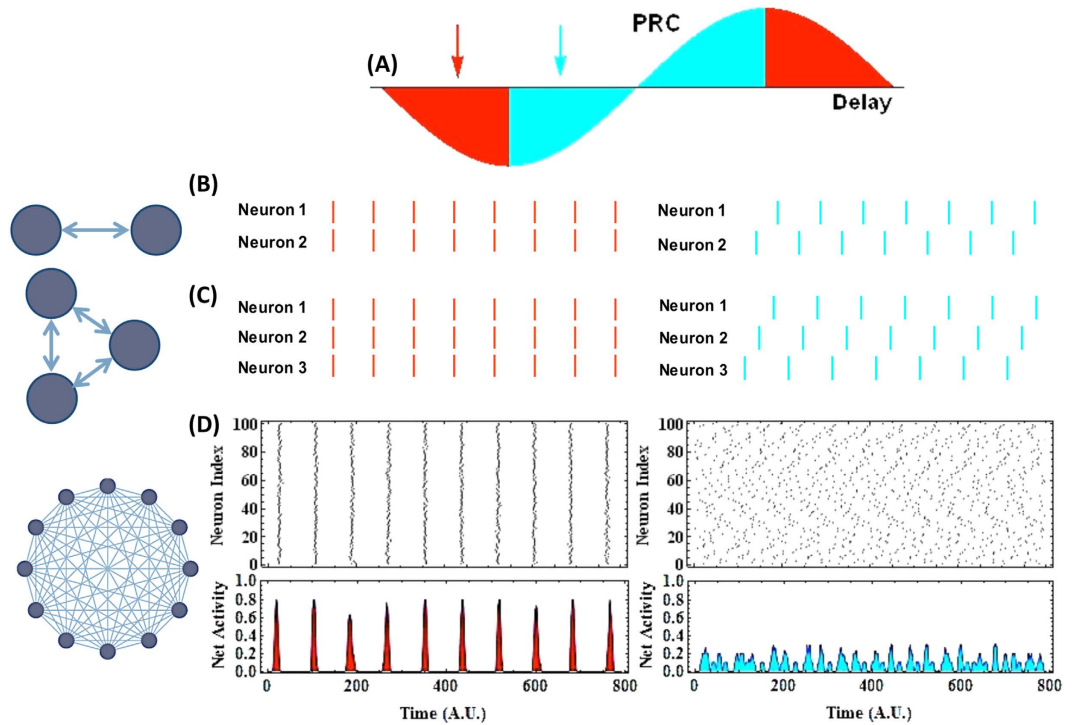 PRC
(A)
Delay
(B)
Neuron 1
Neuron 2
Neuron 1
Neuron 2
(C)
Neuron 1
Neuron 2
Neuron 3
Neuron 1
Neuron 2
Neuron 3
(D)
Neuron Index
100
80
60
40
20
0
Neuron Index
100
80
60
40
20
0
Net Activity
1.0
0.8
0.6
0.4
0.2
0.0
0 200 400 600 800
Time (A.U.)
Net Activity
1.0
0.8
0.6
0.4
0.2
0.0
0 200 400 600 800
Time (A.U.)